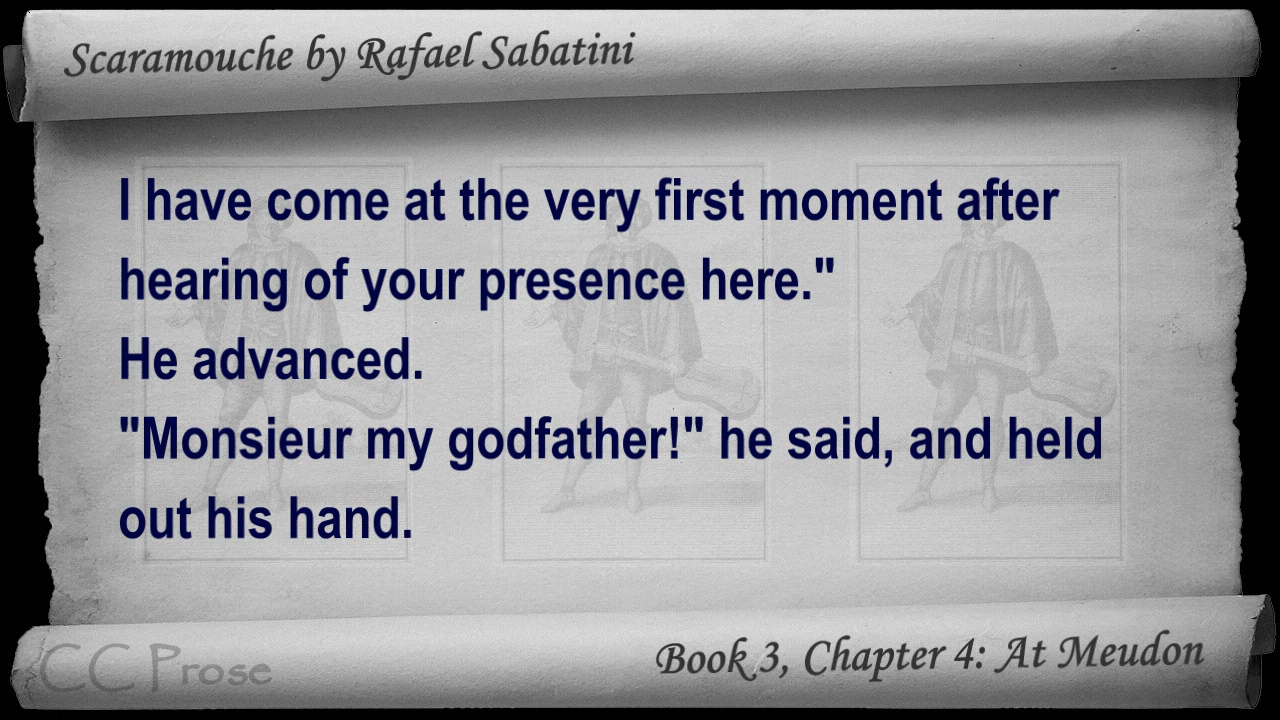 Scaramouche by Rafael Sabatini
I have come at the very first moment after
hearing of your presence here."
He advanced.
"Monsieur my godfather!" he said, and held
out his hand.
CC Prose
Book 3, Chapter 4: At Meudon